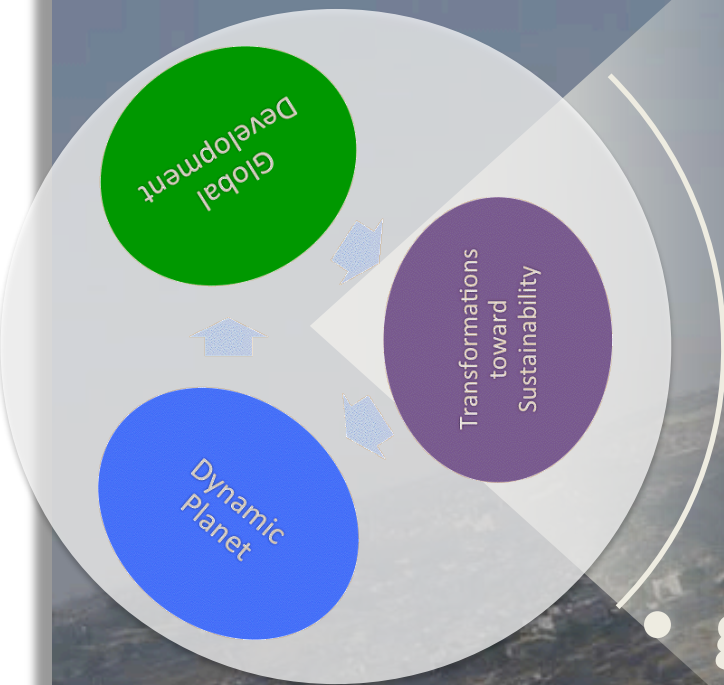 Global
Development
Transformations
toward
Sustainability
Dynamic
Planet